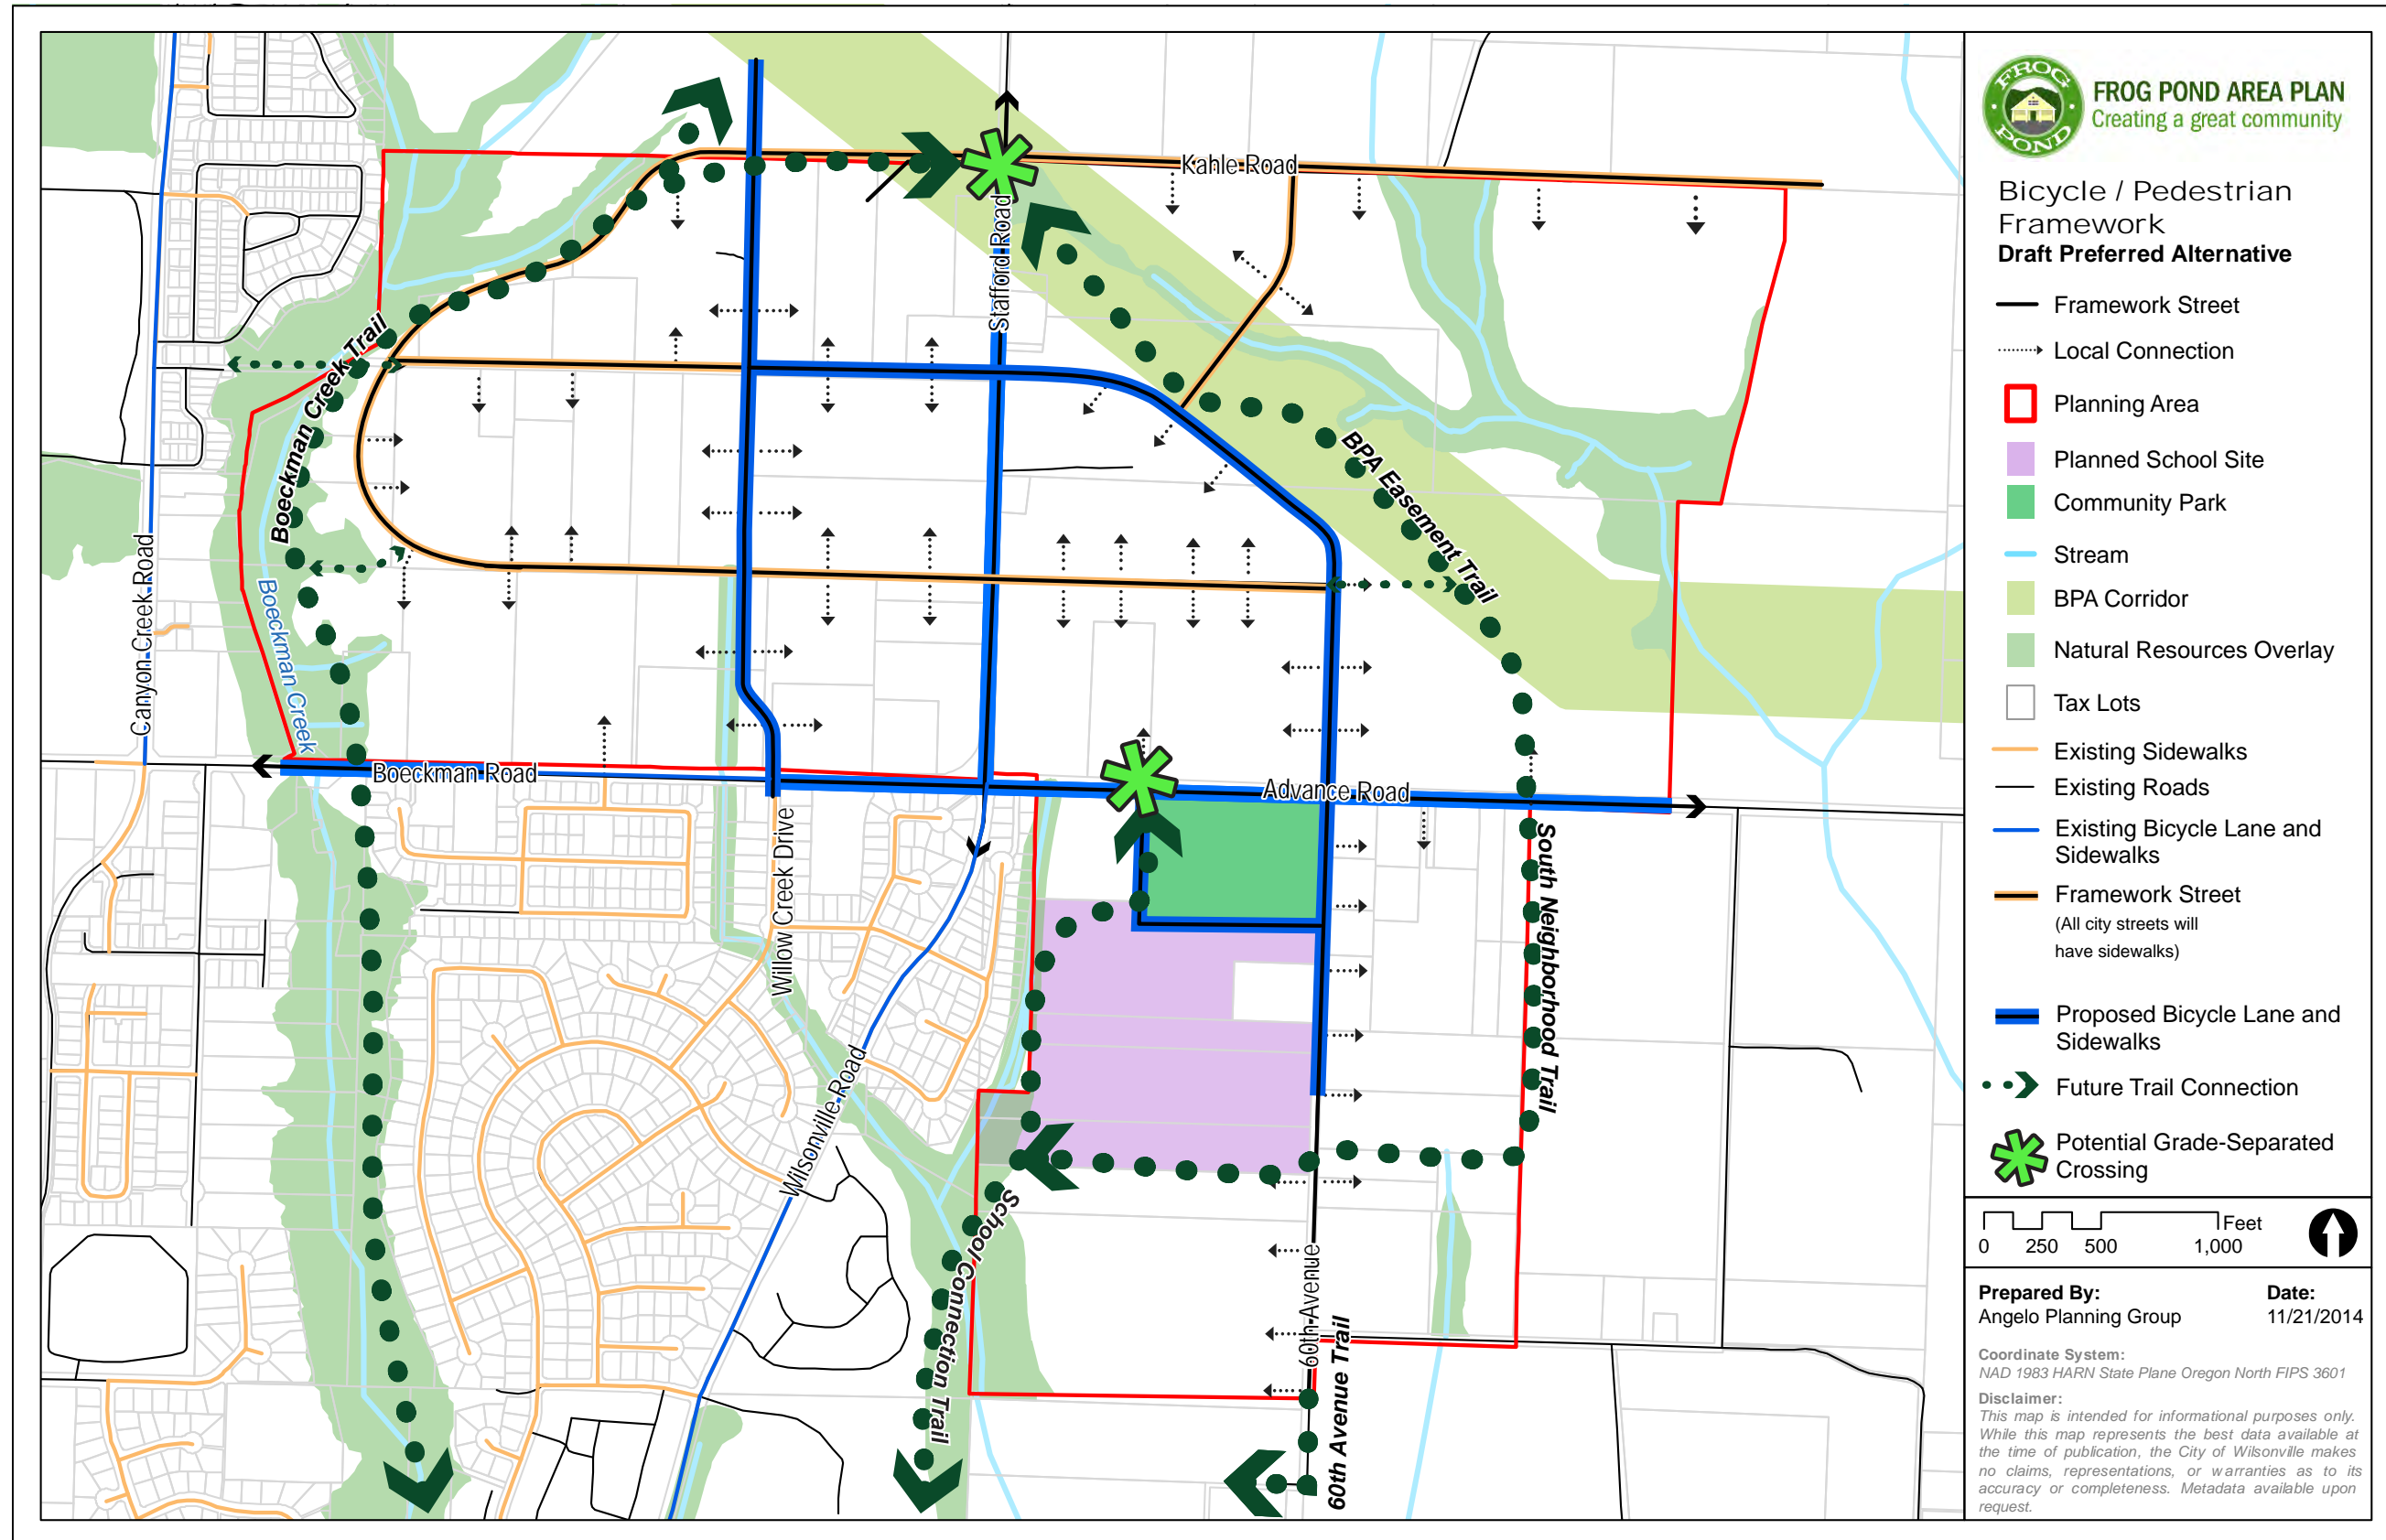 Kahle Road
Stafford Road
Boeckman Creek Trail
BPA Easement Trail
Canyon Creek Road
Boeckman Creek
Boeckman Road
Advance Road
Willow Creek Drive
South Neighborhood Trail
Wilsonville Road
School Connection Trail
60th Avenue
60th Avenue Trail
FROG
POND
FROG POND AREA PLAN
Creating a great community
Bicycle / Pedestrian
Framework
Draft Preferred Alternative
Framework Street
Local Connection
Planning Area
Planned School Site
Community Park
Stream
BPA Corridor
Natural Resources Overlay
Tax Lots
Existing Sidewalks
Existing Roads
Existing Bicycle Lane and
Sidewalks
Framework Street
(All city streets will
have sidewalks)
Proposed Bicycle Lane and
Sidewalks
Future Trail Connection
Potential Grade-Separated
Crossing
Feet
0 250 500 1,000
Prepared By: Date:
Angelo Planning Group 11/21/2014
Coordinate System:
NAD 1983 HARN State Plane Oregon North FIPS 3601
Disclaimer:
This map is intended for informational purposes only.
While this map represents the best data available at
the time of publication, the City of Wilsonville makes
no claims, representations, or warranties as to its
accuracy or completeness. Metadata available upon
request.